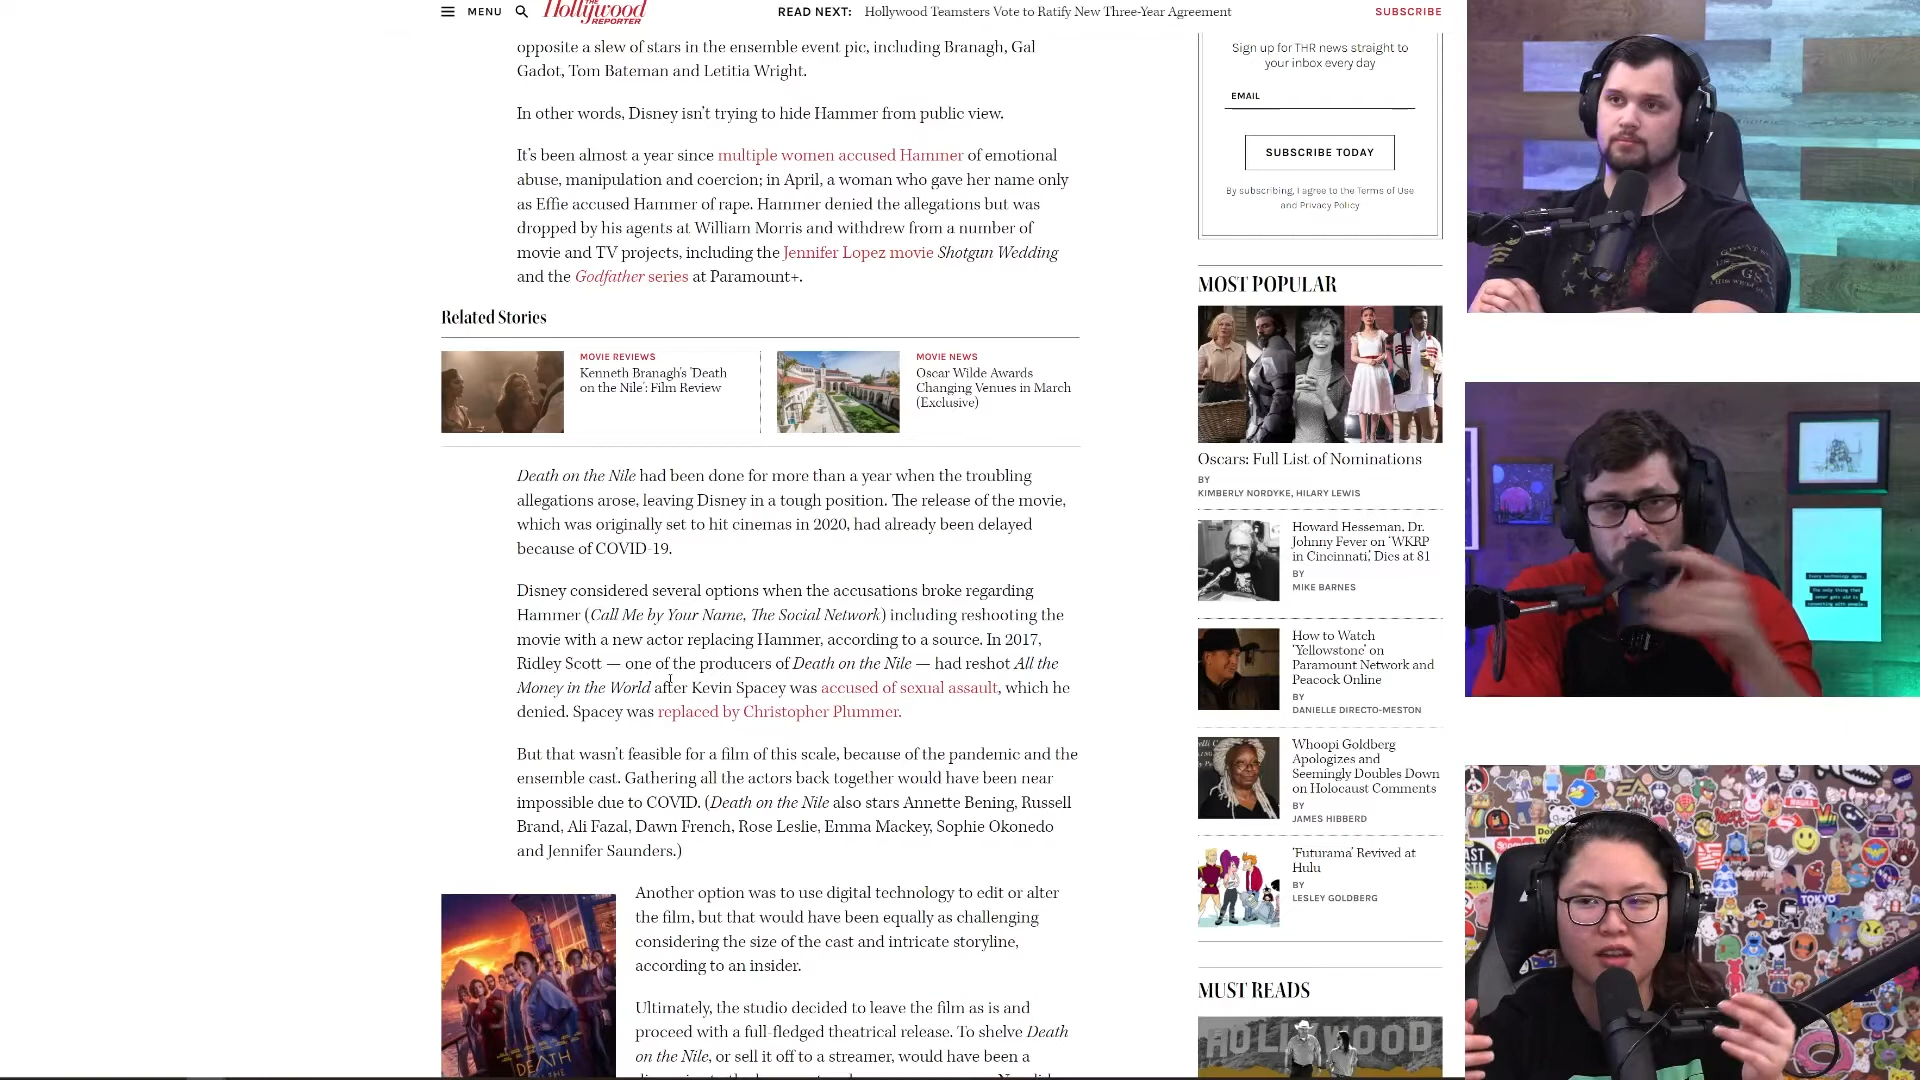 MENU
THE
Hollywood
REPORTER
READ NEXT: Hollywood Teamsters Vote to Ratify New Three-Year Agreement
SUBSCRIBE
opposite a slew of stars in the ensemble event pic, including Branagh, Gal
Gadot, Tom Bateman and Letitia Wright.
In other words, Disney isn't trying to hide Hammer from public view.
It's been almost a year since multiple women accused Hammer of emotional
abuse, manipulation and coercion; in April, a woman who gave her name only
as Effie accused Hammer of rape. Hammer denied the allegations but was
dropped by his agents at William Morris and withdrew from a number of
movie and TV projects, including the Jennifer Lopez movie Shotgun Wedding
and the Godfather series at Paramount+.
Related Stories
MOVIE REVIEWS
Kenneth Branagh's 'Death
on the Nile': Film Review
MOVIE NEWS
Oscar Wilde Awards
Changing Venues in March
(Exclusive)
Death on the Nile had been done for more than a year when the troubling
allegations arose, leaving Disney in a tough position. The release of the movie,
which was originally set to hit cinemas in 2020, had already been delayed
because of COVID-19.
Disney considered several options when the accusations broke regarding
Hammer (Call Me by Your Name, The Social Network) including reshooting the
movie with a new actor replacing Hammer, according to a source. In 2017,
Ridley Scott — one of the producers of Death on the Nile — had reshot All the
Money in the World after Kevin Spacey was accused of sexual assault, which he
denied. Spacey was replaced by Christopher Plummer.
But that wasn't feasible for a film of this scale, because of the pandemic and the
ensemble cast. Gathering all the actors back together would have been near
impossible due to COVID. (Death on the Nile also stars Annette Bening, Russell
Brand, Ali Fazal, Dawn French, Rose Leslie, Emma Mackey, Sophie Okonedo
and Jennifer Saunders.)
Another option was to use digital technology to edit or alter
the film, but that would have been equally as challenging
considering the size of the cast and intricate storyline,
according to an insider.
Ultimately, the studio decided to leave the film as is and
proceed with a full-fledged theatrical release. To shelve Death
on the Nile, or sell it off to a streamer, would have been a
DEATH
Sign up for THR news straight to
your inbox every day
EMAIL
SUBSCRIBE TODAY
By subscribing, I agree to the Terms of Use
and Privacy Policy
MOST POPULAR
Oscars: Full List of Nominations
BY
KIMBERLY NORDYKE, HILARY LEWIS
Howard Hesseman, Dr.
Johnny Fever on 'WKRP
in Cincinnati,' Dies at 81
BY
MIKE BARNES
How to Watch
'Yellowstone' on
Paramount Network and
Peacock Online
BY
DANIELLE DIRECTO-MESTON
Whoopi Goldberg
Apologizes and
Seemingly Doubles Down
on Holocaust Comments
BY
JAMES HIBBERD
'Futurama' Revived at
Hulu
BY
LESLEY GOLDBERG
MUST READS
HOLLYWOOD
Every technology ages.
The only thing that
never gets old is
connecting with people.
EA
TOKYO